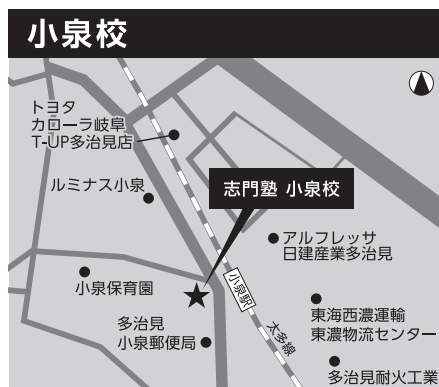 小泉校
トヨタ
カローラ岐阜
T-UP多治見店
ルミナス小泉
志門塾 小泉校
アルフレッサ
日建産業多治見
小泉保育園
小泉駅
東海西濃運輸
東濃物流センター
多治見
小泉郵便局
太多線
多治見耐火工業